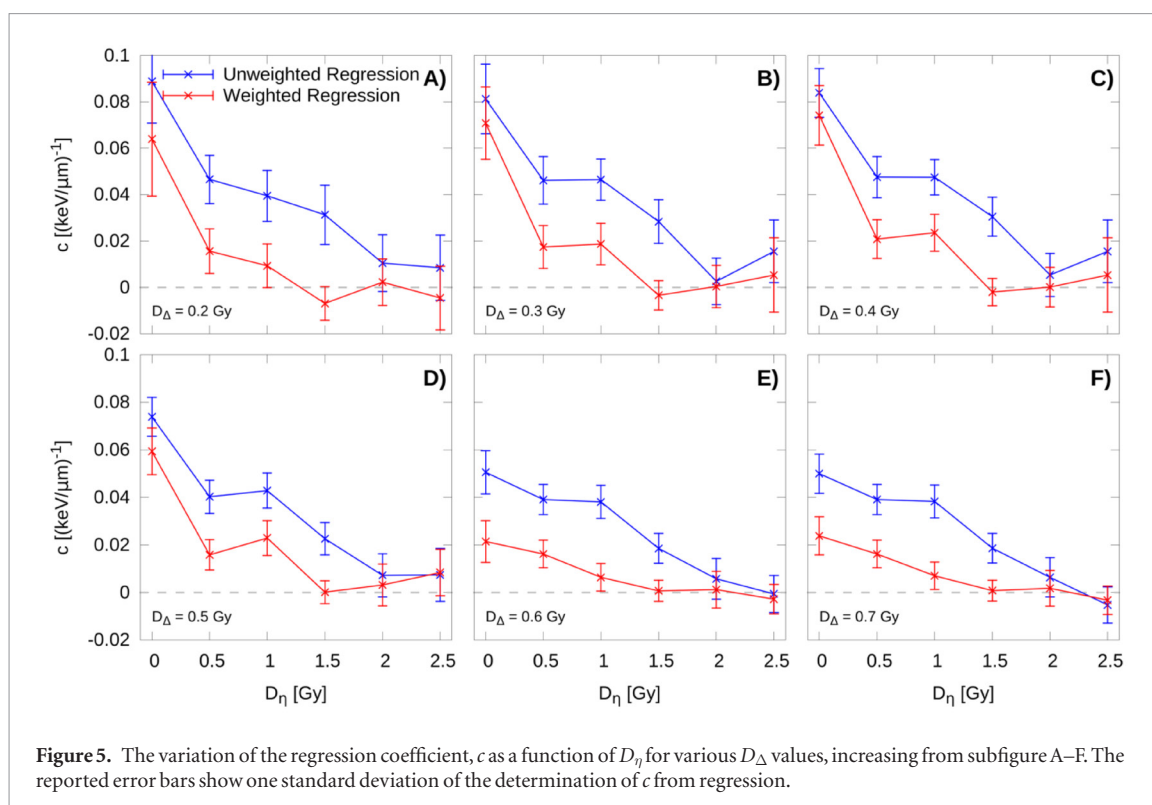 0.1
0.08
0.06
0.04
0.02
0
-0.02
c [(keV/μm)⁻¹]
Unweighted Regression
Weighted Regression
A)
D_Δ = 0.2 Gy
B)
D_Δ = 0.3 Gy
C)
D_Δ = 0.4 Gy
0.1
0.08
0.06
0.04
0.02
0
-0.02
c [(keV/μm)⁻¹]
D)
D_Δ = 0.5 Gy
E)
D_Δ = 0.6 Gy
F)
D_Δ = 0.7 Gy
0 0.5 1 1.5 2 2.5
0 0.5 1 1.5 2 2.5
0 0.5 1 1.5 2 2.5
D_η [Gy]
D_η [Gy]
D_η [Gy]
Figure 5. The variation of the regression coefficient, c as a function of D_η for various D_Δ values, increasing from subfigure A–F. The
reported error bars show one standard deviation of the determination of c from regression.